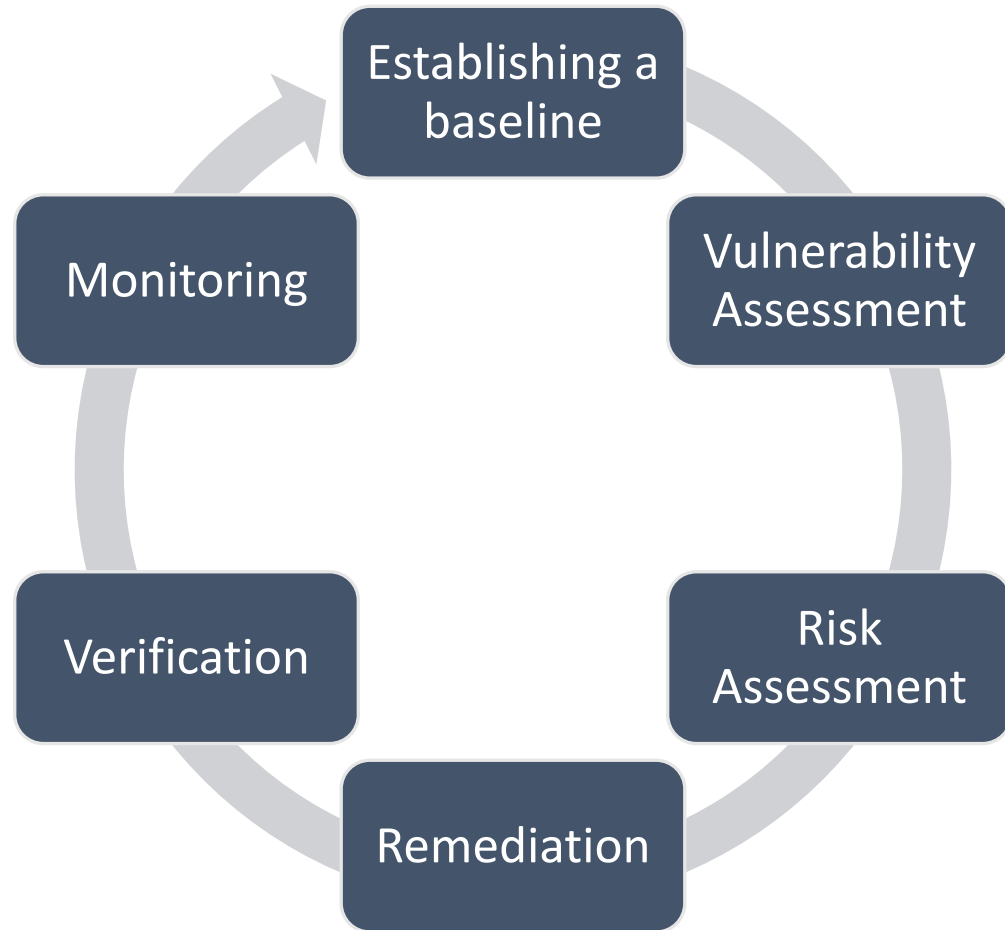 Establishing a
baseline
Vulnerability
Assessment
Risk
Assessment
Remediation
Verification
Monitoring